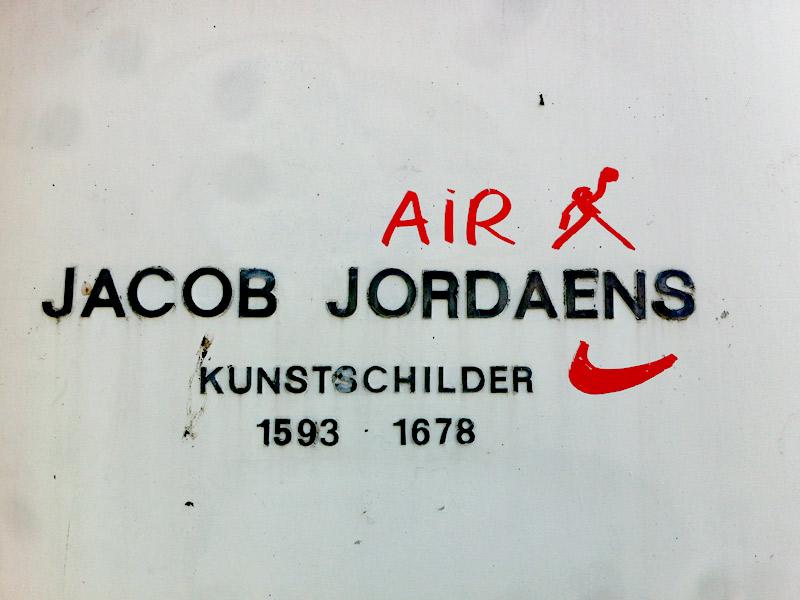 AiR
JACOB JORDAENS
KUNSTSCHILDER
1593 · 1678